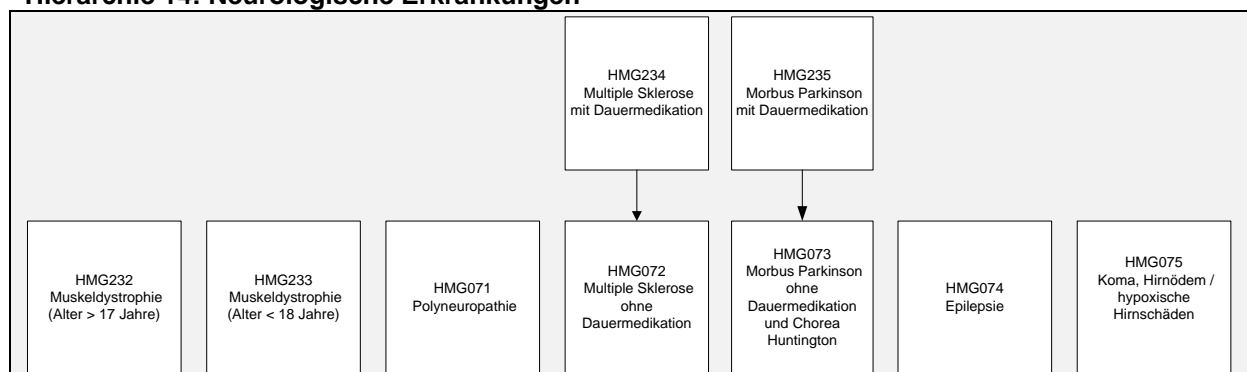 Hierarchie 14: Neurologische Erkrankungen
HMG234
Multiple Sklerose
mit Dauermedikation
HMG235
Morbus Parkinson
mit Dauermedikation
HMG232
Muskeldystrophie
(Alter > 17 Jahre)
HMG233
Muskeldystrophie
(Alter < 18 Jahre)
HMG071
Polyneuropathie
HMG072
Multiple Sklerose
ohne
Dauermedikation
HMG073
Morbus Parkinson
ohne
Dauermedikation
und Chorea
Huntington
HMG074
Epilepsie
HMG075
Koma, Hirnödem /
hypoxische
Hirnschäden